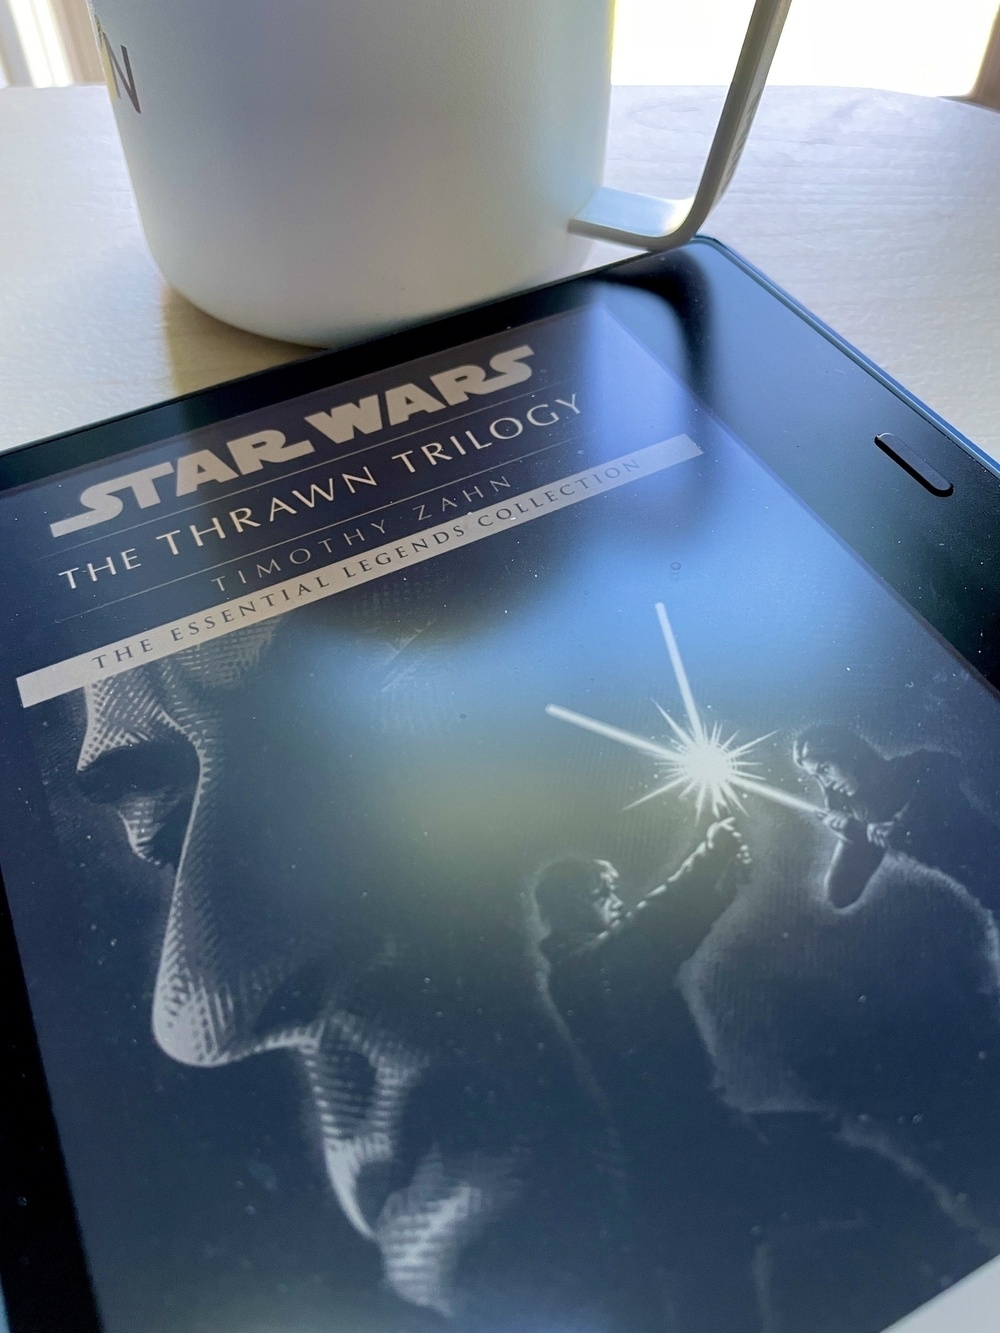 N
STAR WARS
THE THRAWN TRILOGY
TIMOTHY ZAHN
THE ESSENTIAL LEGENDS COLLECTION